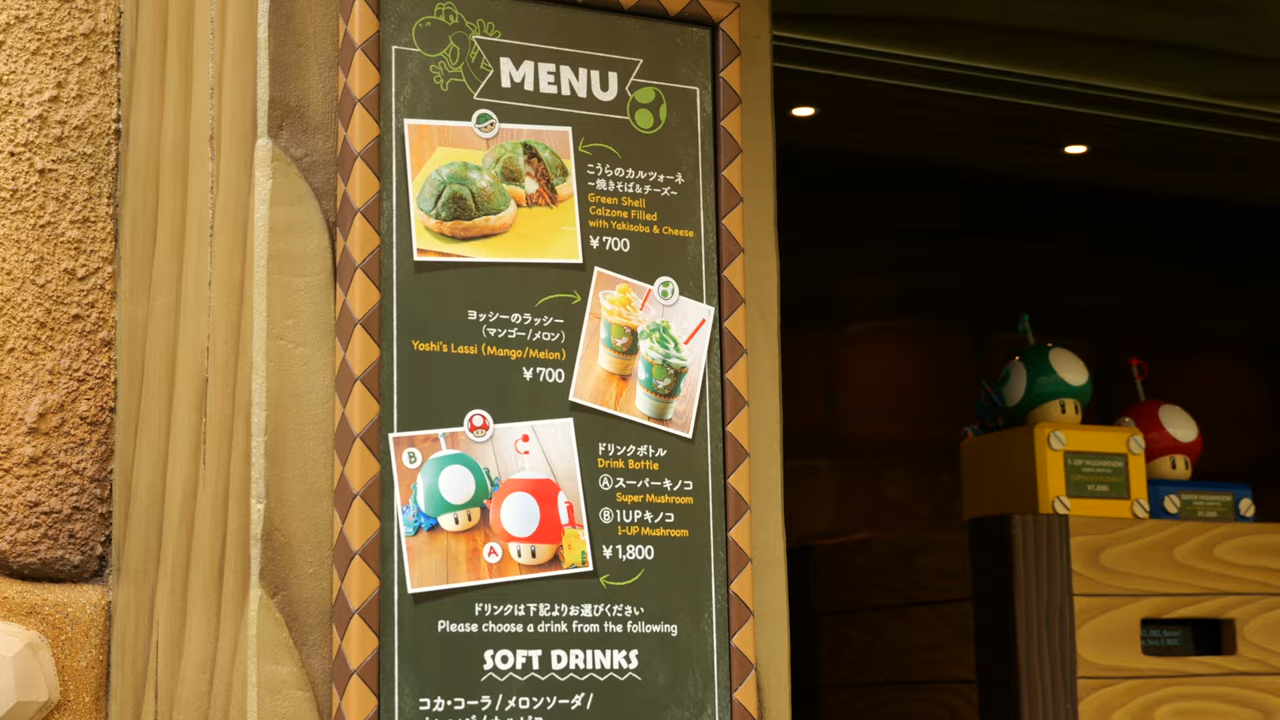 MENU
こうらのカルツォーネ
~焼きそば&チーズ~
Green Shell
Calzone Filled
with Yakisoba & Cheese
¥700
ヨッシーのラッシー
(マンゴー/メロン)
Yoshi's Lassi (Mango/Melon)
¥700
B
A
ドリンクボトル
Drink Bottle
Ⓐスーパーキノコ
Super Mushroom
Ⓑ1UPキノコ
1-UP Mushroom
¥1,800
ドリンクは下記よりお選びください
Please choose a drink from the following
SOFT DRINKS
コカ・コーラ/メロンソーダ/
1-UP MUSHROOM
SUPER MUSHROOM